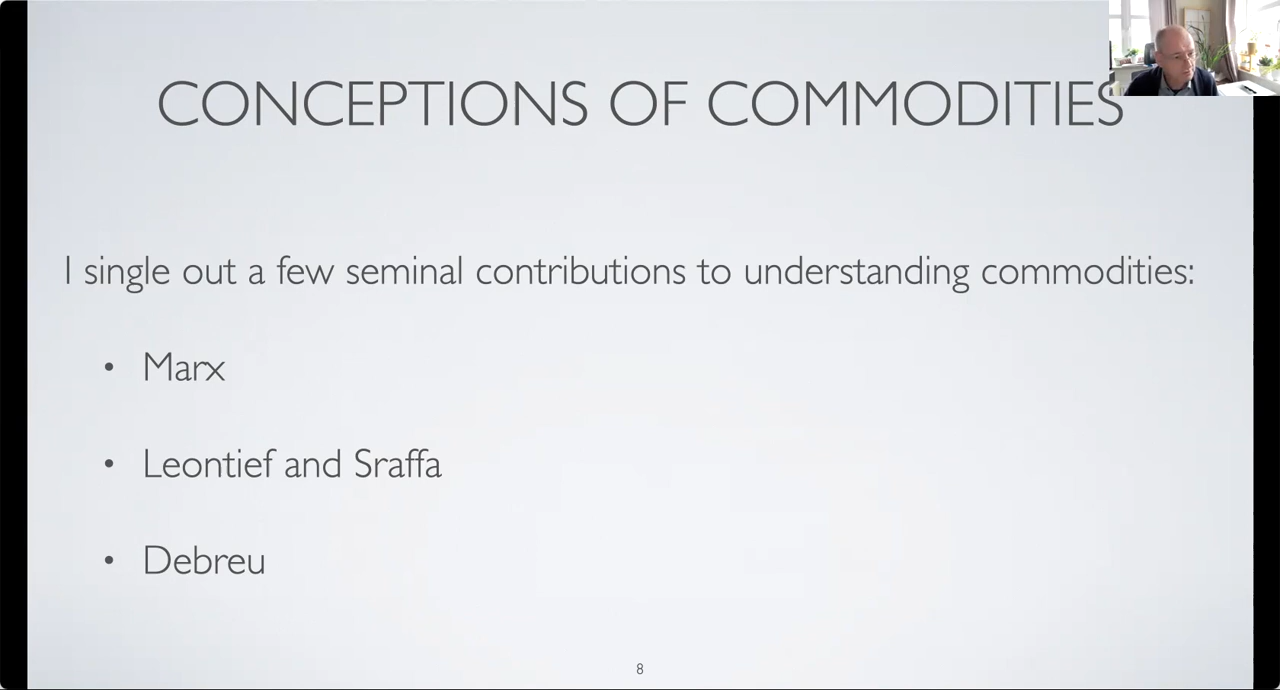 CONCEPTIONS OF COMMODITIES
I single out a few seminal contributions to understanding commodities:
• Marx
• Leontief and Sraffa
• Debreu
8